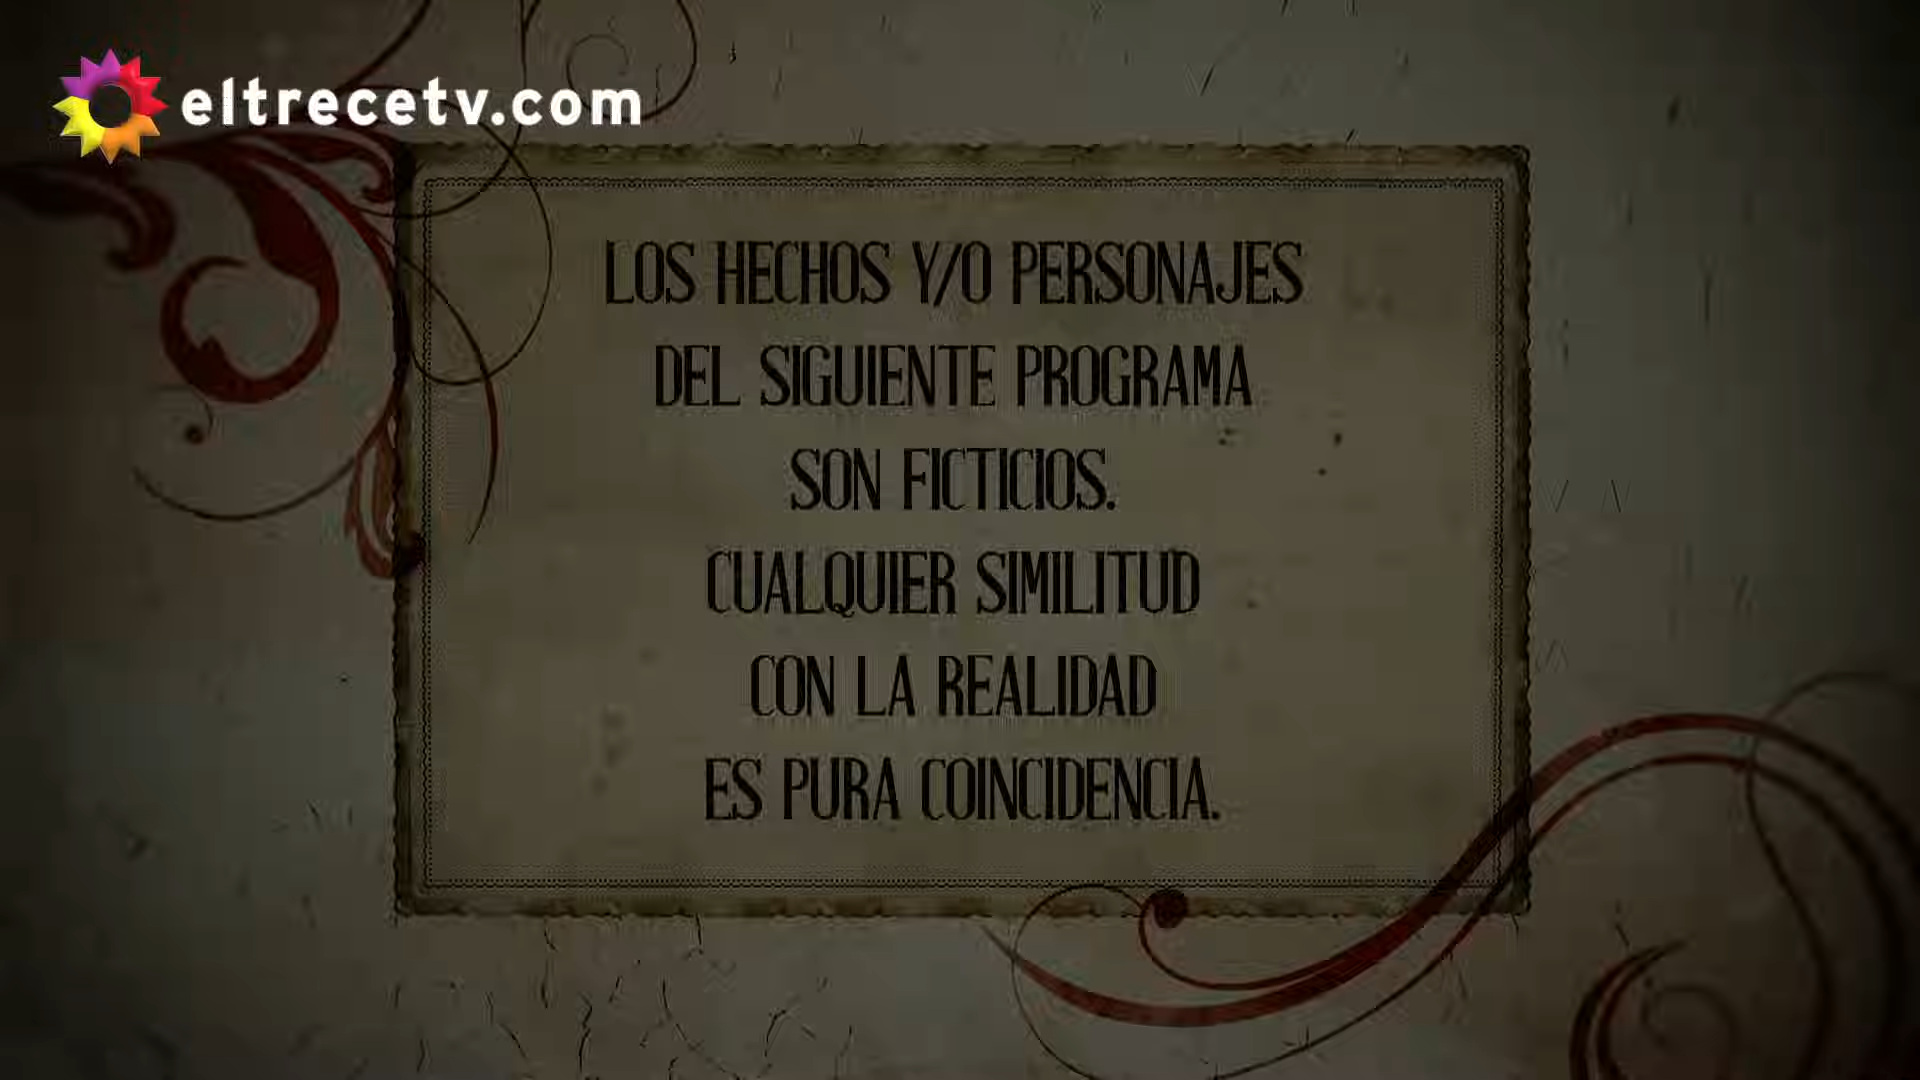 eltrecetv.com
LOS HECHOS Y/O PERSONAJES
DEL SIGUIENTE PROGRAMA
SON FICTICIOS.
CUALQUIER SIMILITUD
CON LA REALIDAD
ES PURA COINCIDENCIA.